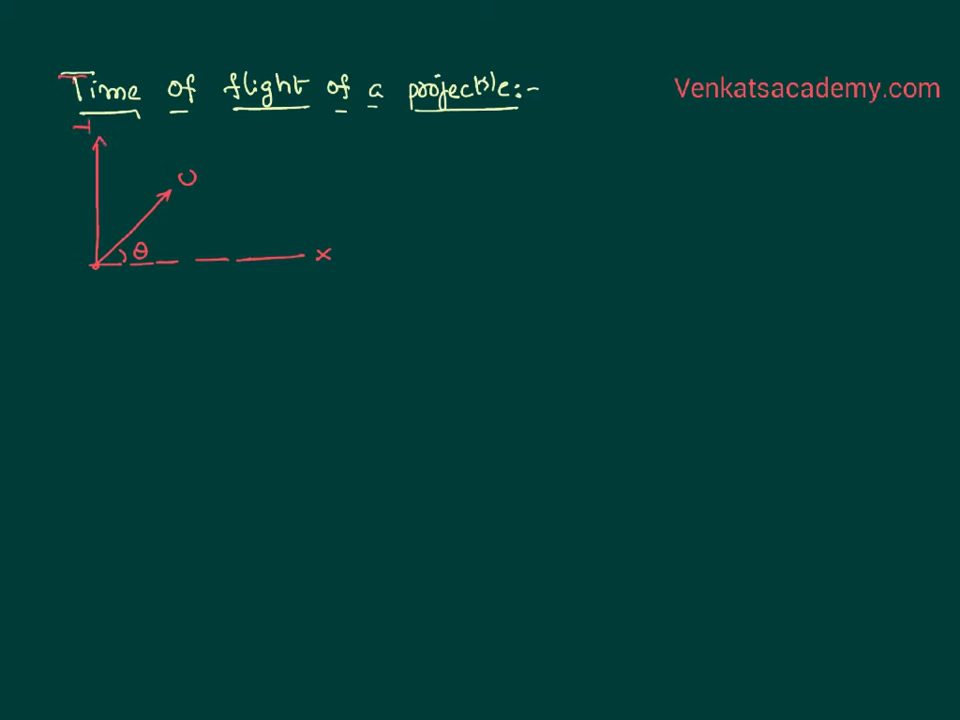 Time of flight of a projectile:-
Venkatsacademy.com
U
θ
x